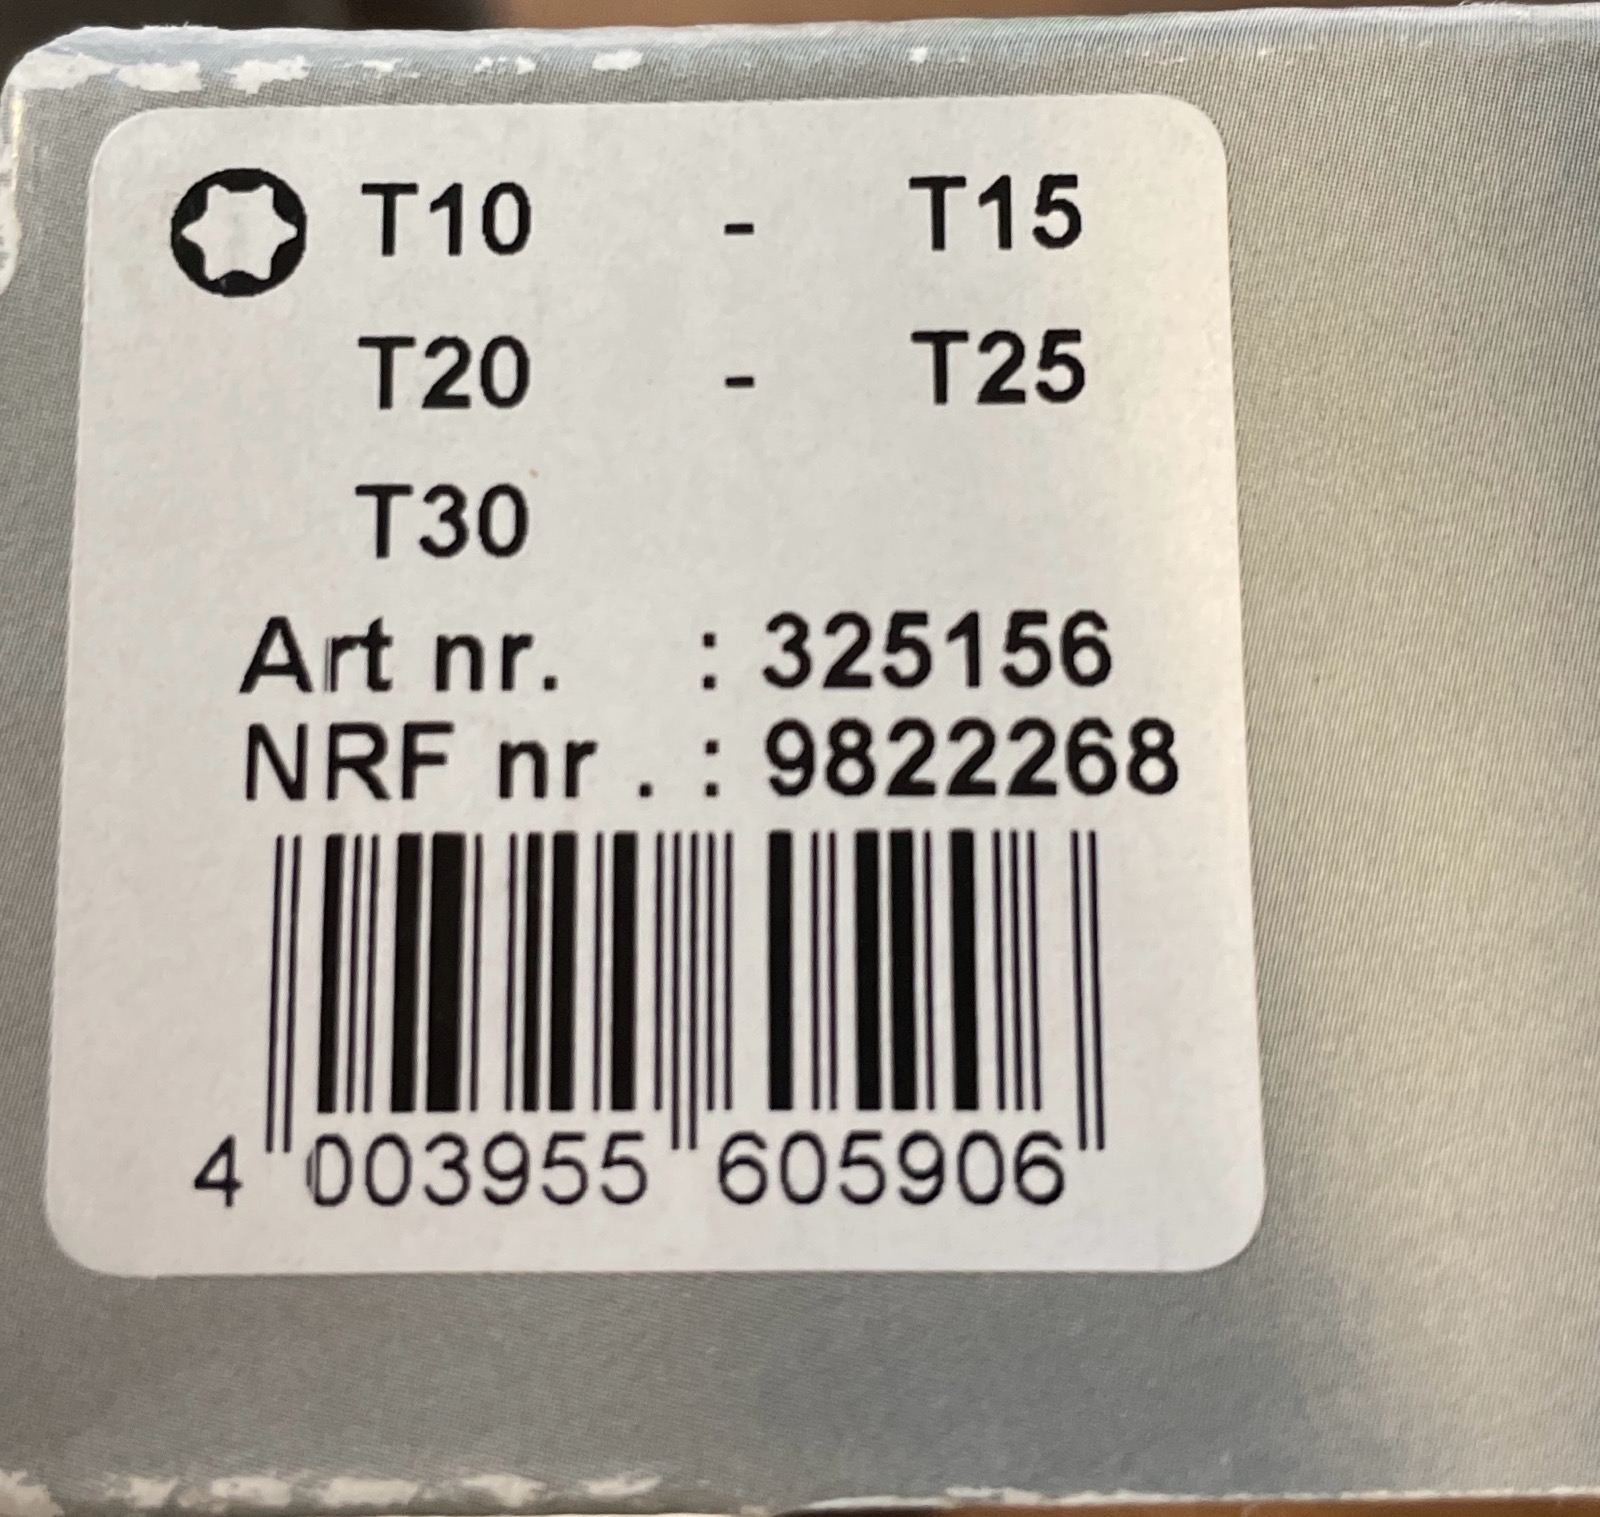 T10 - T15
T20 - T25
T30
Art nr. : 325156
NRF nr . : 9822268
4 003955 605906